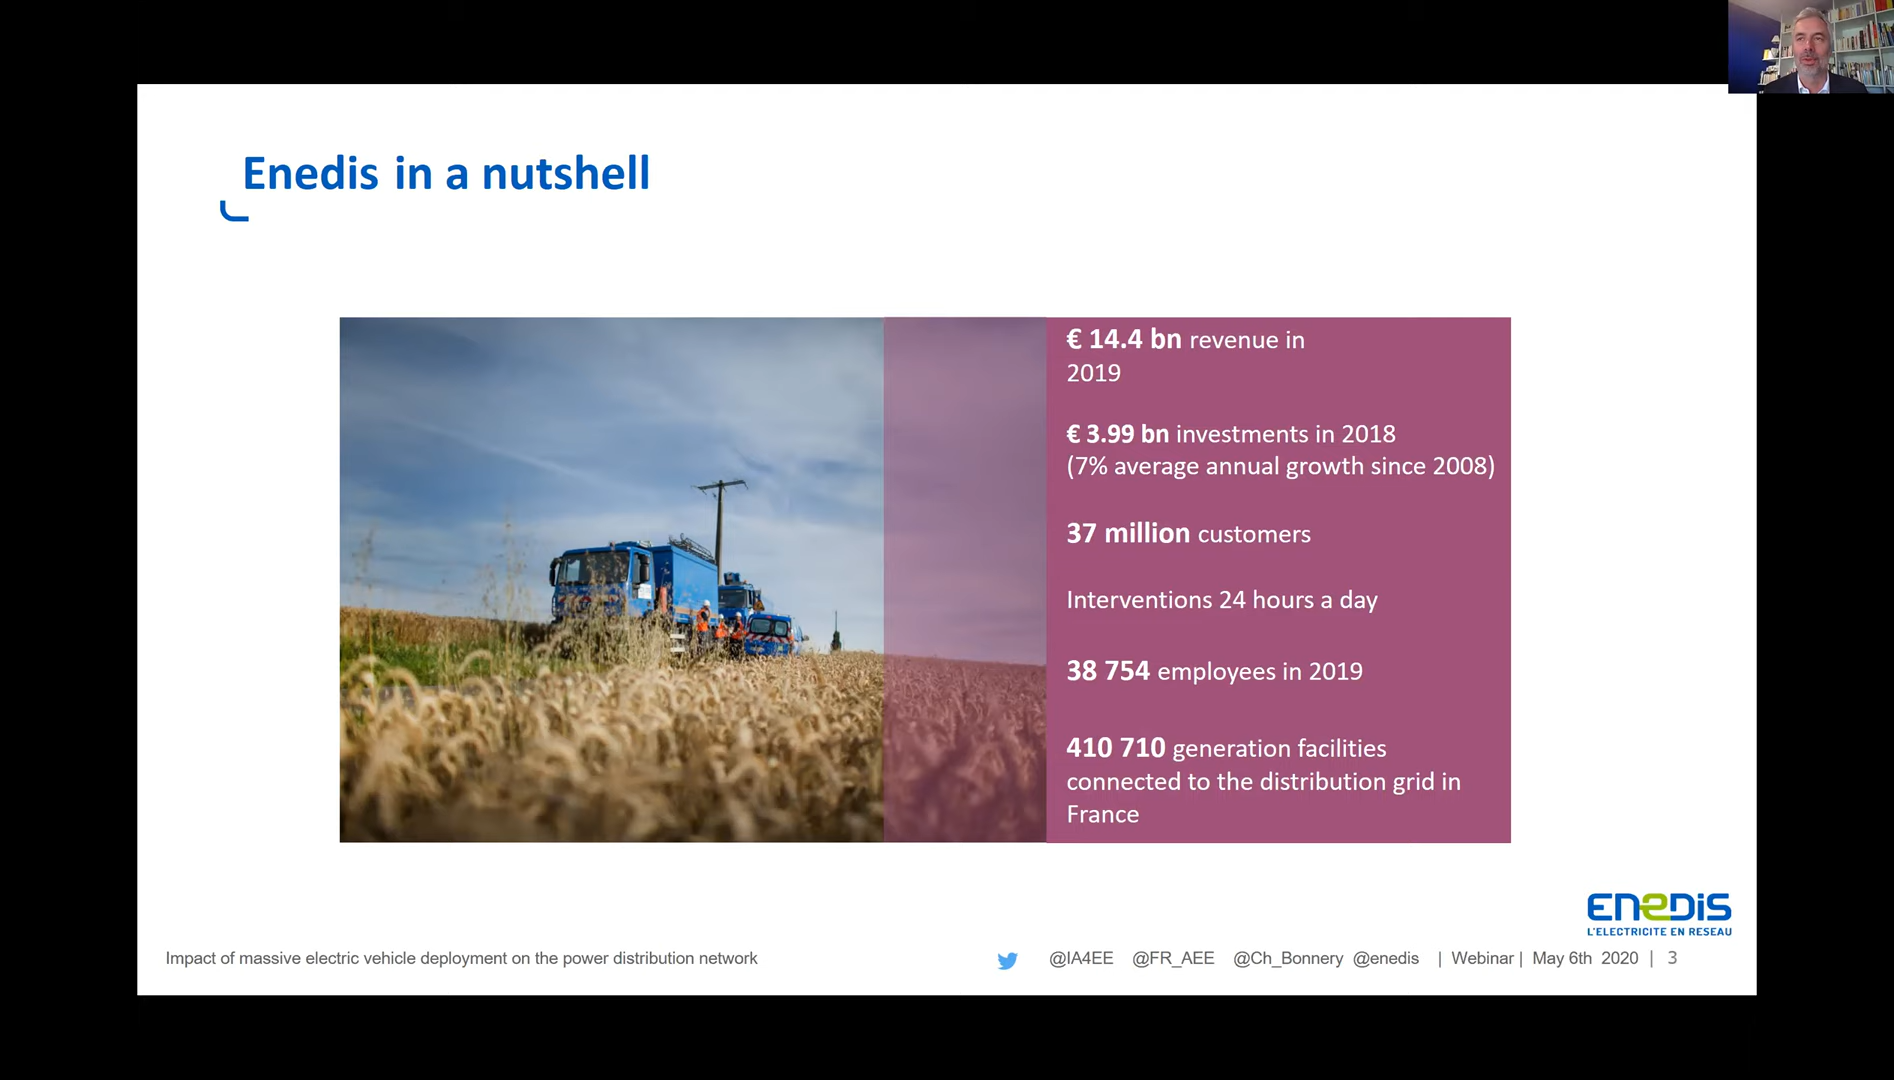 Enedis in a nutshell
€ 14.4 bn revenue in
2019
€ 3.99 bn investments in 2018
(7% average annual growth since 2008)
37 million customers
Interventions 24 hours a day
38 754 employees in 2019
410 710 generation facilities
connected to the distribution grid in
France
ENEDIS
L'ELECTRICITE EN RESEAU
Impact of massive electric vehicle deployment on the power distribution network
@IA4EE @FR_AEE @Ch_Bonnery @enedis | Webinar | May 6th 2020 | 3